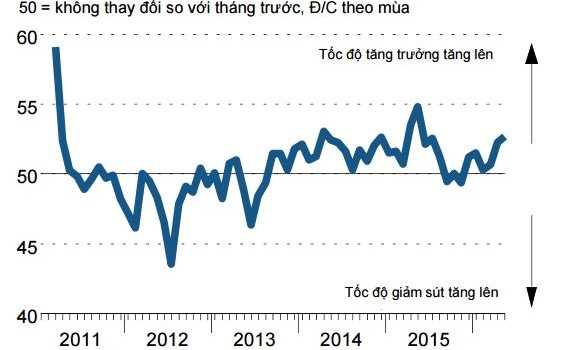 50 = không thay đổi so với tháng trước, Đ/C theo mùa
60
Tốc độ tăng trưởng tăng lên
55
50
45
Tốc độ giảm sút tăng lên
40
2011 2012 2013 2014 2015